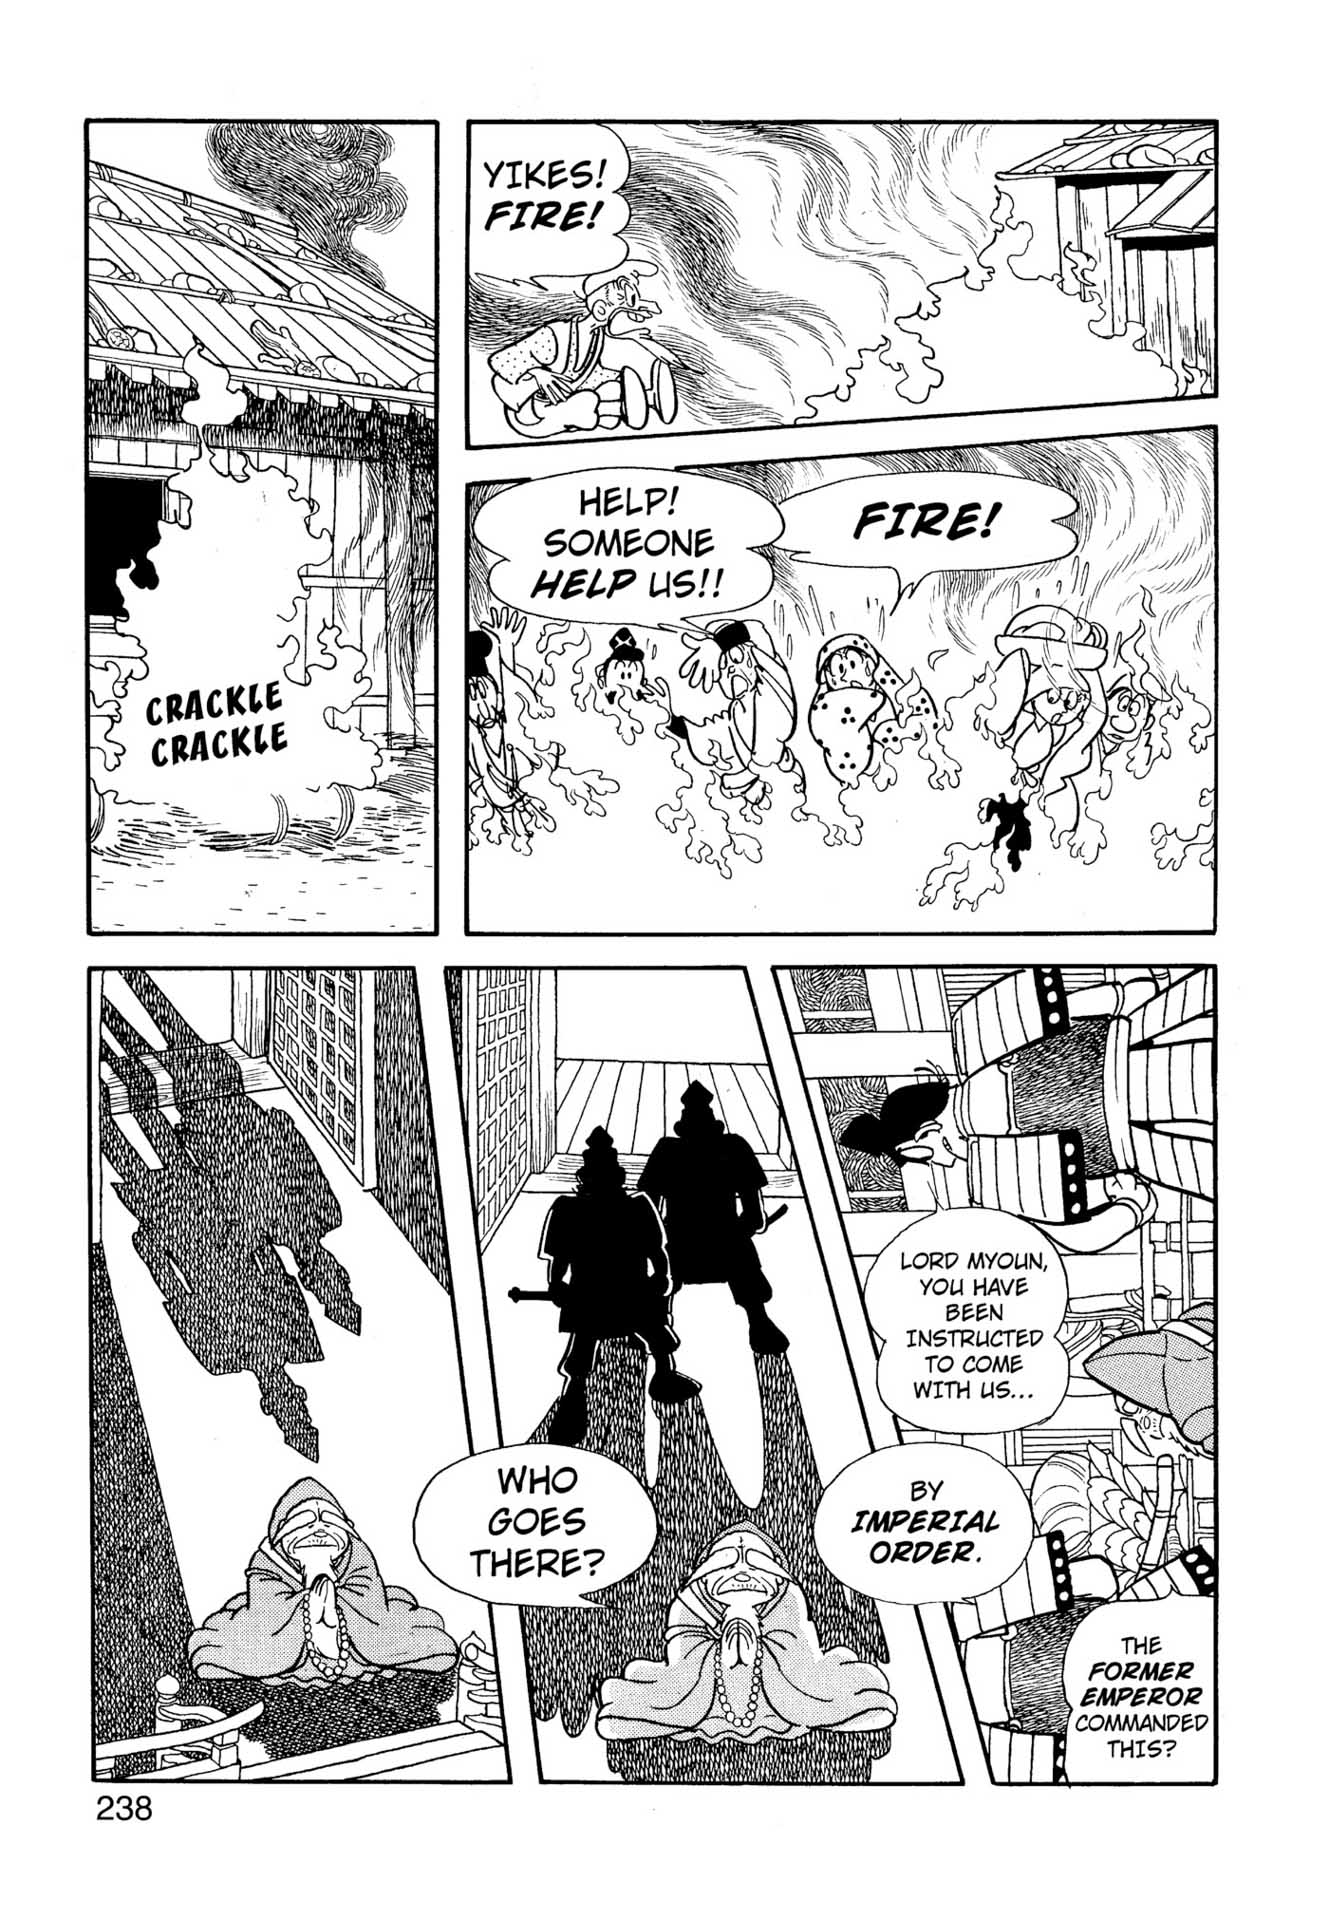 CRACKLE
CRACKLE
YIKES!
FIRE!
HELP!
SOMEONE
HELP US!!
FIRE!
WHO
GOES
THERE?
LORD MYOUN,
YOU HAVE
BEEN
INSTRUCTED
TO COME
WITH US...
BY
IMPERIAL
ORDER.
THE
FORMER
EMPEROR
COMMANDED
THIS?
238